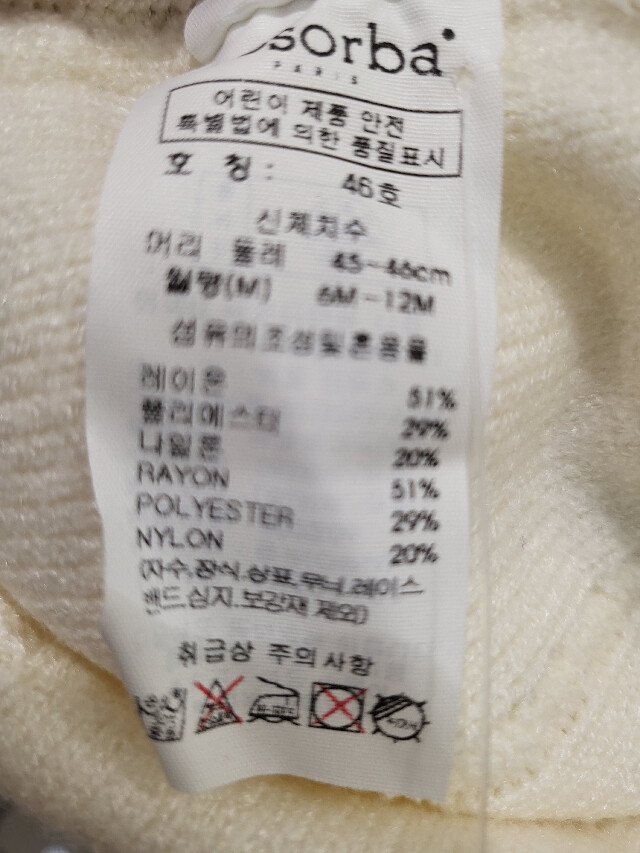 sorba
PARIS
어린이 제품 안전
특별법에 의한 품질표시
호 칭 : 46호
신체치수
머리 둘레 45~46cm
월령(M) 6M~12M
섬유의조성및혼용율
레이온 51%
폴리에스터 29%
나일론 20%
RAYON 51%
POLYESTER 29%
NYLON 20%
(자수.장식.상표.무늬.레이스
밴드.심지.보강재 제외)
취급상 주의사항